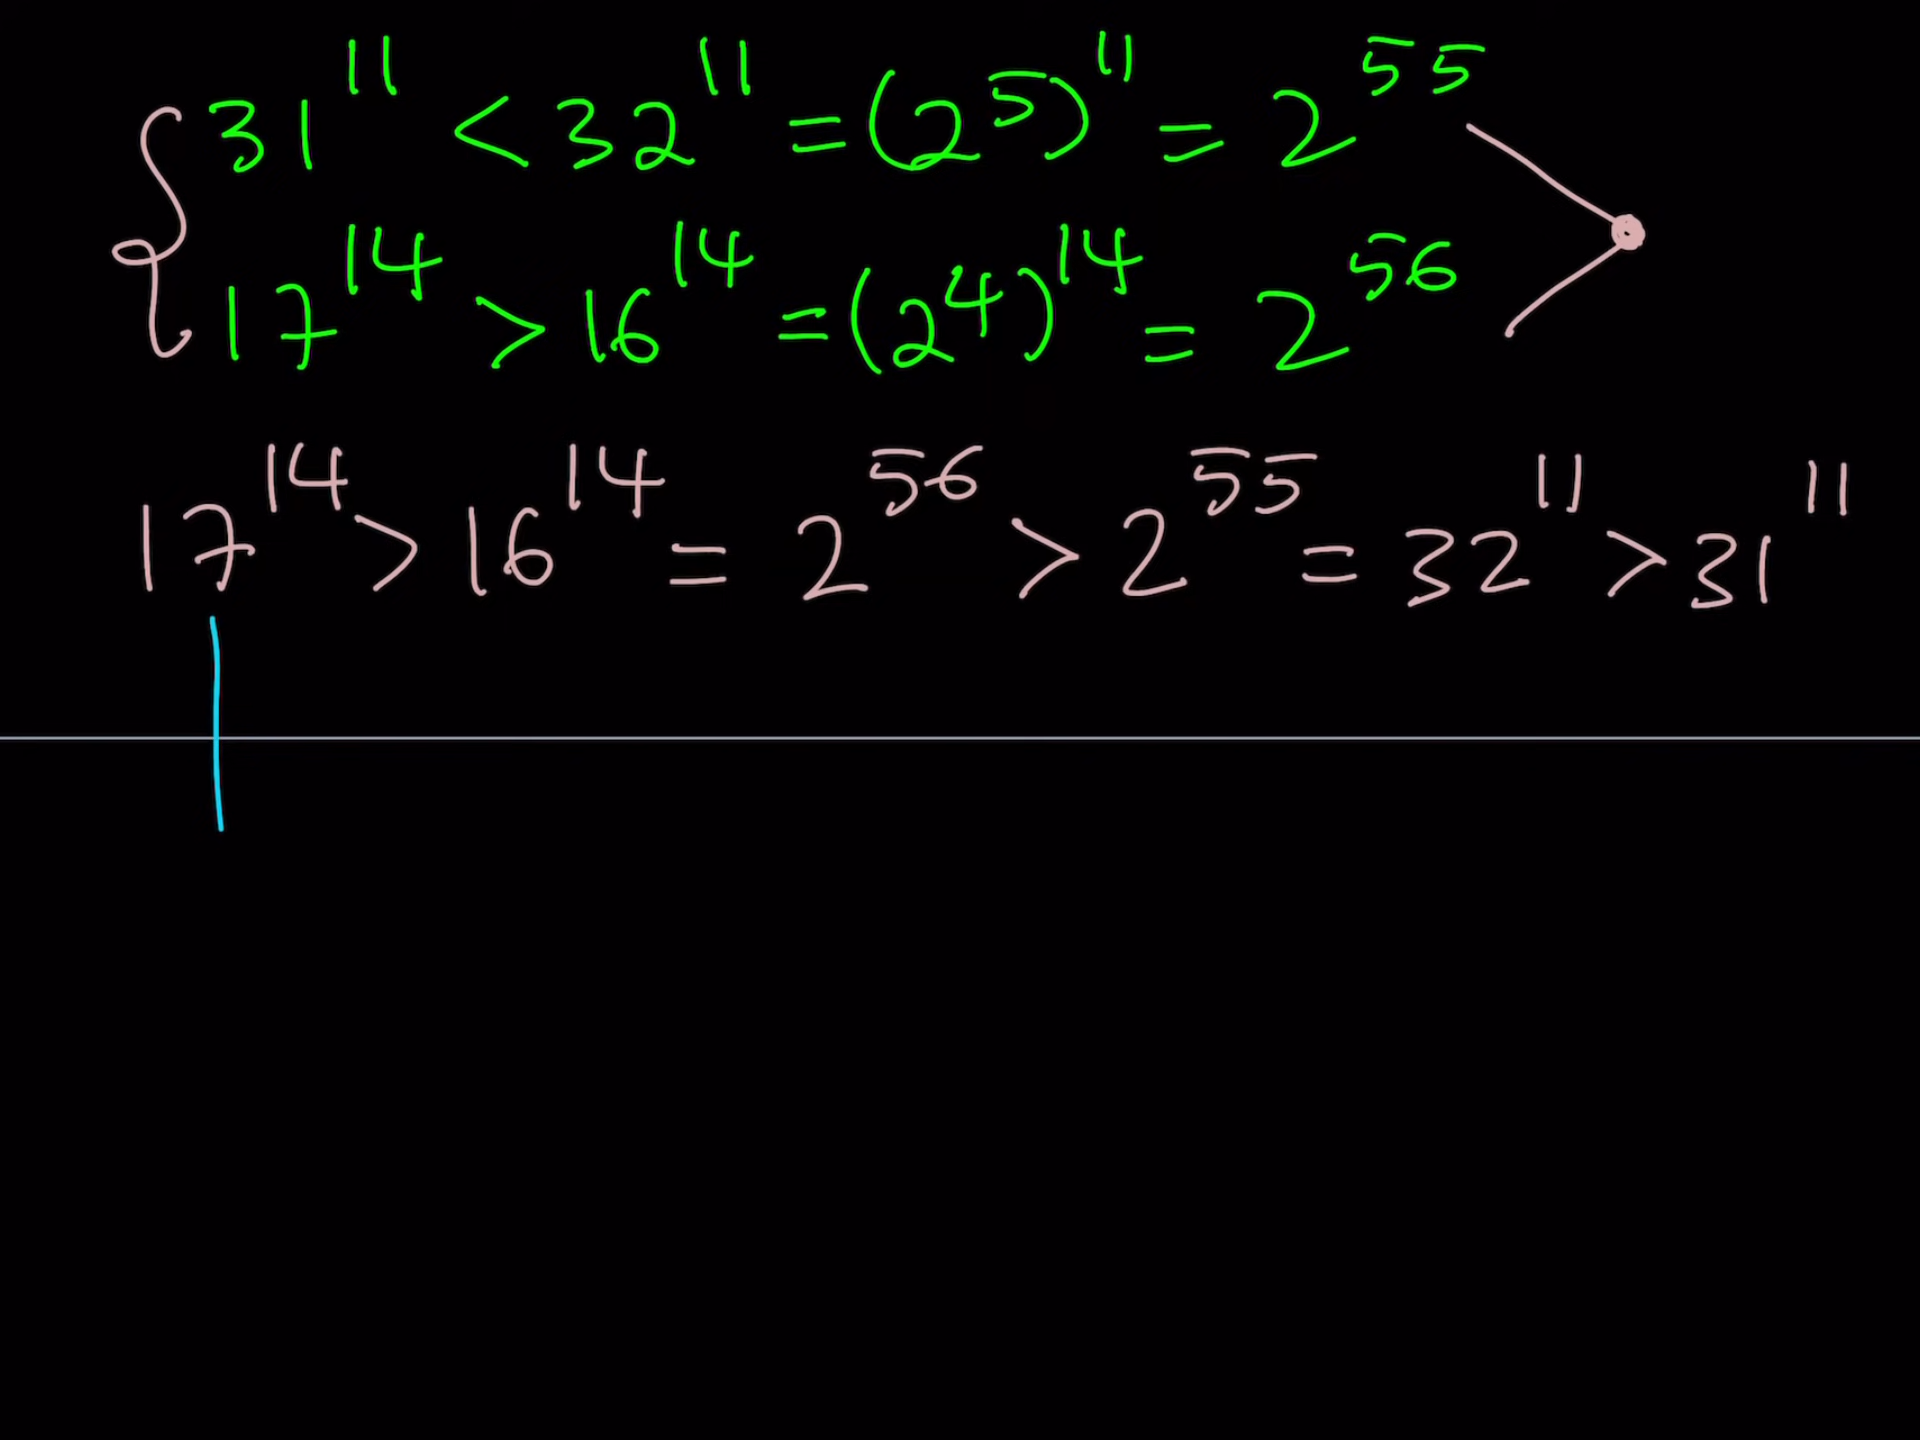 31^11 < 32^11 = (2^5)^11 = 2^55
17^14 > 16^14 = (2^4)^14 = 2^56
17^14 > 16^14 = 2^56 > 2^55 = 32^11 > 31^11